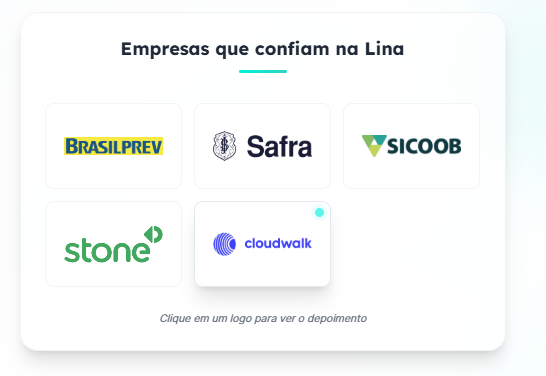 Empresas que confiam na Lina
BRASILPREV
Safra
SICOOB
stone
cloudwalk
Clique em um logo para ver o depoimento